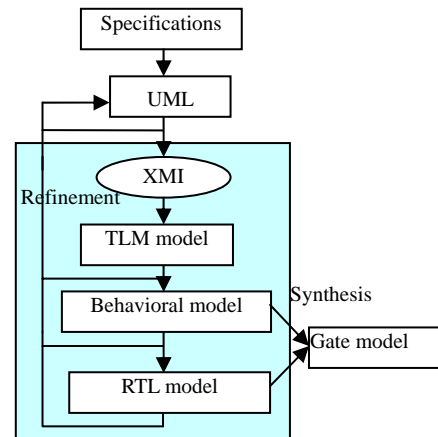 Specifications
UML
XMI
Refinement
TLM model
Synthesis
Behavioral model
Gate model
RTL model